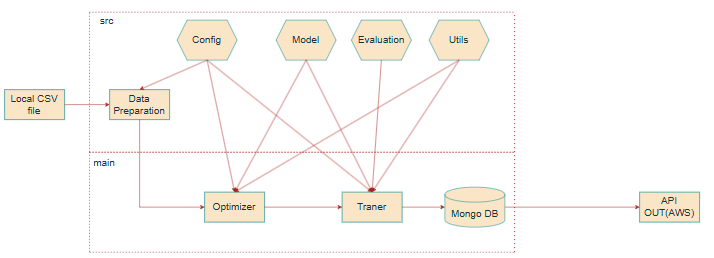 src
Config
Model
Evaluation
Utils
Local CSV
file
Data
Preparation
main
Optimizer
Traner
Mongo DB
API
OUT(AWS)